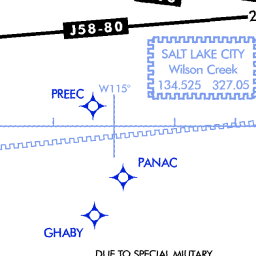 J58-80
2
SALT LAKE CITY
Wilson Creek
134.525 327.05
W115°
PREEC
PANAC
GHABY
DUE TO SPECIAL MILITARY